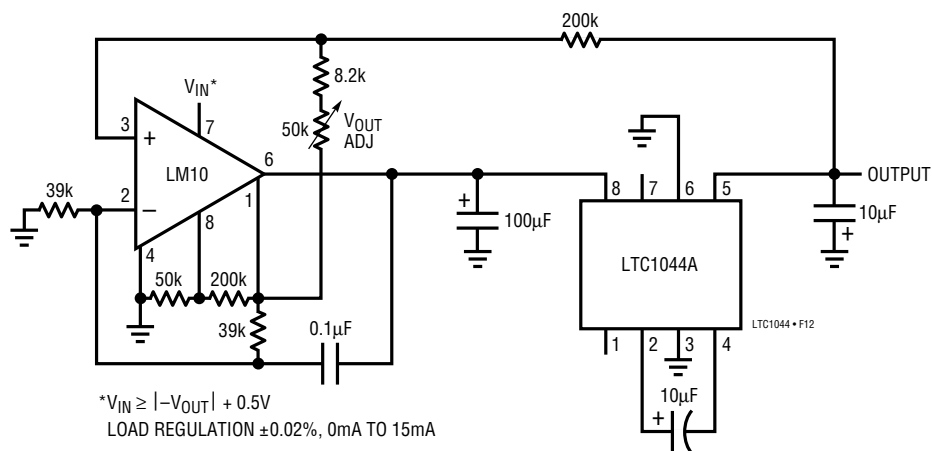 200k
8.2k
V_IN*
50k
V_OUT
ADJ
3
+
7
LM10
6
1
39k
2
−
8
4
50k
200k
39k
0.1µF
+
100µF
8
7
6
5
OUTPUT
10µF
+
LTC1044A
LTC1044 • F12
1
2
3
4
10µF
+
*V_IN ≥ |−V_OUT| + 0.5V
LOAD REGULATION ±0.02%, 0mA TO 15mA